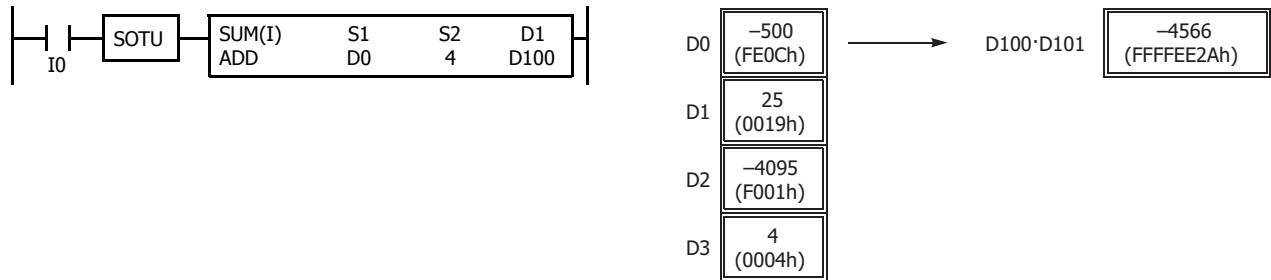 I0
SOTU
SUM(I) S1 S2 D1
ADD D0 4 D100
D0 –500
(FE0Ch)
D100·D101 –4566
(FFFFEE2Ah)
D1 25
(0019h)
D2 –4095
(F001h)
D3 4
(0004h)